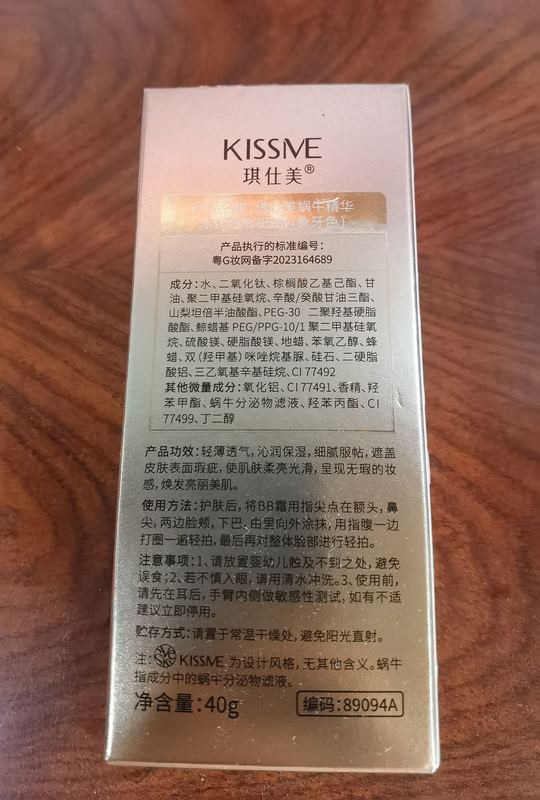 KISSME
琪仕美®
蜗牛精华
(象牙色)
产品执行的标准编号：
粤G妆网备字2023164689
成分：水、二氧化钛、棕榈酸乙基己酯、甘
油、聚二甲基硅氧烷、辛酸/癸酸甘油三酯、
山梨坦倍半油酸酯、PEG-30 二聚羟基硬脂
酸酯、鲸蜡基 PEG/PPG-10/1 聚二甲基硅氧
烷、硫酸镁、硬脂酸镁、地蜡、苯氧乙醇、蜂
蜡、双(羟甲基)咪唑烷基脲、硅石、二硬脂
酸铝、三乙氧基辛基硅烷、CI 77492
其他微量成分：氧化铝、CI 77491、香精、羟
苯甲酯、蜗牛分泌物滤液、羟苯丙酯、CI
77499、丁二醇
产品功效：轻薄透气，沁润保湿，细腻服帖，遮盖
皮肤表面瑕疵，使肌肤柔亮光滑，呈现无瑕的妆
感，焕发亮丽美肌。
使用方法：护肤后，将BB霜用指尖点在额头，鼻
尖，两边脸颊，下巴，由里向外涂抹，用指腹一边
打圈一遍轻拍，最后再对整体脸部进行轻拍。
注意事项：1、请放置婴幼儿触及不到之处，避免
误食；2、若不慎入眼，请用清水冲洗。3、使用前，
请先在耳后，手臂内侧做敏感性测试，如有不适
建议立即停用。
贮存方式：请置于常温干燥处，避免阳光直射。
注：KISSME 为设计风格，无其他含义。蜗牛
指成分中的蜗牛分泌物滤液。
净含量：40g
编码：89094A